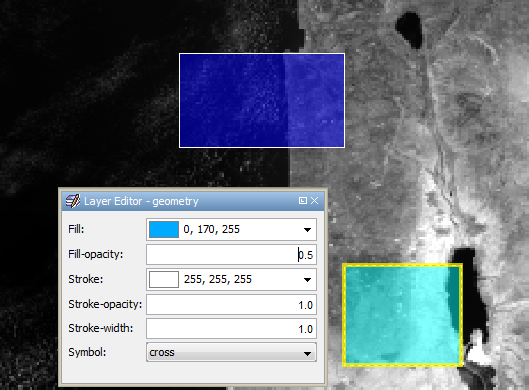 Layer Editor - geometry
Fill: 0, 170, 255
Fill-opacity: 0.5
Stroke: 255, 255, 255
Stroke-opacity: 1.0
Stroke-width: 1.0
Symbol: cross